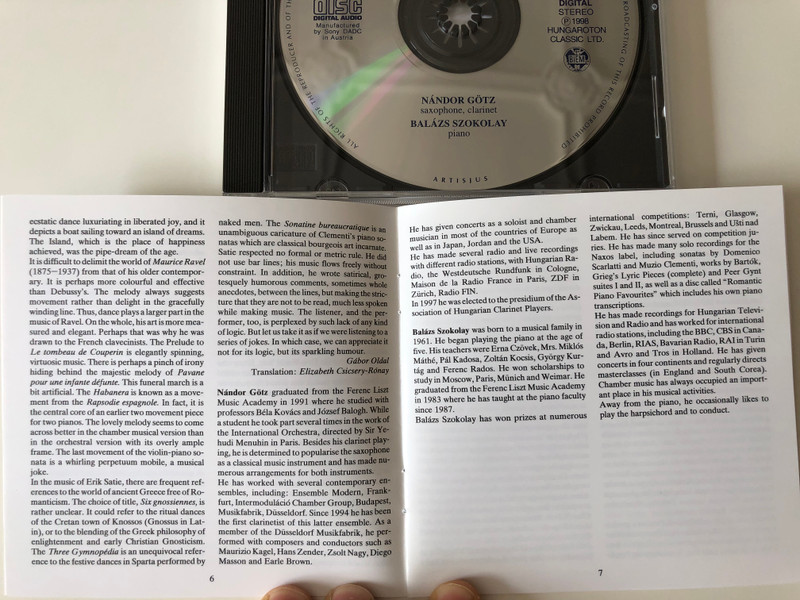 DISC
DIGITAL AUDIO
Manufactured
by Sony DADC
in Austria
DIGITAL
STEREO
Ⓟ 1998
HUNGAROTON
CLASSIC LTD.
BIEM
ALL RIGHTS OF THE PRODUCER AND OF THE
BROADCASTING OF THIS RECORD PROHIBITED
NÁNDOR GÖTZ
saxophone, clarinet
BALÁZS SZOKOLAY
piano
ARTISJUS
ecstatic dance luxuriating in liberated joy, and it
depicts a boat sailing toward an island of dreams.
The Island, which is the place of happiness
achieved, was the pipe-dream of the age.
It is difficult to delimit the world of Maurice Ravel
(1875–1937) from that of his older contempor-
ary. It is perhaps more colourful and effective
than Debussy's. The melody always suggests
movement rather than delight in the gracefully
winding line. Thus, dance plays a larger part in the
music of Ravel. On the whole, his art is more mea-
sured and elegant. Perhaps that was why he was
drawn to the French clavecinists. The Prelude to
Le tombeau de Couperin is elegantly spinning,
virtuosic music. There is perhaps a pinch of irony
hiding behind the majestic melody of Pavane
pour une infante défunte. This funeral march is a
bit artificial. The Habanera is known as a move-
ment from the Rapsodie espagnole. In fact, it is
the central core of an earlier two movement piece
for two pianos. The lovely melody seems to come
across better in the chamber musical version than
in the orchestral version with its overly ample
frame. The last movement of the violin-piano so-
nata is a whirling perpetuum mobile, a musical
joke.
In the music of Erik Satie, there are frequent ref-
erences to the world of ancient Greece free of Ro-
manticism. The choice of title, Six gnossiennes, is
rather unclear. It could refer to the ritual dances
of the Cretan town of Knossos (Gnossus in Lat-
in), or to the blending of the Greek philosophy of
enlightenment and early Christian Gnosticism.
The Three Gymnopédia is an unequivocal refer-
ence to the festive dances in Sparta performed by
naked men. The Sonatine bureaucratique is an
unambiguous caricature of Clementi's piano so-
natas which are classical bourgeois art incarnate.
Satie respected no formal or metric rule. He did
not use bar lines; his music flows freely without
constraint. In addition, he wrote satirical, gro-
tesquely humorous comments, sometimes whole
anecdotes, between the lines, but making the stric-
ture that they are not to be read, much less spoken
while making music. The listener, and the per-
former, too, is perplexed by such lack of any kind
of logic. But let us take it as if we were listening to a
series of jokes. In which case, we can appreciate it
not for its logic, but its sparkling humour.
Gábor Oldal
Translation: Elizabeth Csicsery-Rónay
Nándor Götz graduated from the Ferenc Liszt
Music Academy in 1991 where he studied with
professors Béla Kovács and József Balogh. While
a student he took part several times in the work of
the International Orchestra, directed by Sir Ye-
hudi Menuhin in Paris. Besides his clarinet play-
ing, he is determined to popularise the saxophone
as a classical music instrument and has made nu-
merous arrangements for both instruments.
He has worked with several contemporary en-
sembles, including: Ensemble Modern, Frank-
furt, Intermoduláció Chamber Group, Budapest,
Musikfabrik, Düsseldorf. Since 1994 he has been
the first clarinetist of this latter ensemble. As a
member of the Düsseldorf Musikfabrik, he per-
formed with composers and conductors such as
Maurizio Kagel, Hans Zender, Zsolt Nagy, Diego
Masson and Earle Brown.
6
He has given concerts as a soloist and chamber
musician in most of the countries of Europe as
well as in Japan, Jordan and the USA.
He has made several radio and live recordings
with different radio stations, with Hungarian Ra-
dio, the Westdeutsche Rundfunk in Cologne,
Maison de la Radio France in Paris, ZDF in
Zürich, Radio FIN.
In 1997 he was elected to the presidium of the As-
sociation of Hungarian Clarinet Players.
Balázs Szokolay was born to a musical family in
1961. He began playing the piano at the age of
five. His teachers were Erna Czövek, Mrs. Miklós
Máthé, Pál Kadosa, Zoltán Kocsis, György Kur-
tág and Ferenc Rados. He won scholarships to
study in Moscow, Paris, Münich and Weimar. He
graduated from the Ferenc Liszt Music Academy
in 1983 where he has taught at the piano faculty
since 1987.
Balázs Szokolay has won prizes at numerous
international competitions: Terni, Glasgow,
Zwickau, Leeds, Montreal, Brussels and Ušti nad
Labem. He has since served on competition ju-
ries. He has made many solo recordings for the
Naxos label, including sonatas by Domenico
Scarlatti and Muzio Clementi, works by Bartók,
Grieg's Lyric Pieces (complete) and Peer Gynt
suites I and II, as well as a disc called "Romantic
Piano Favourites" which includes his own piano
transcriptions.
He has made recordings for Hungarian Televi-
sion and Radio and has worked for international
radio stations, including the BBC, CBS in Cana-
da, Berlin, RIAS, Bavarian Radio, RAI in Turin
and Avro and Tros in Holland. He has given
concerts in four continents and regularly directs
masterclasses (in England and South Corea).
Chamber music has always occupied an import-
ant place in his musical activities.
Away from the piano, he occasionally likes to
play the harpsichord and to conduct.
7